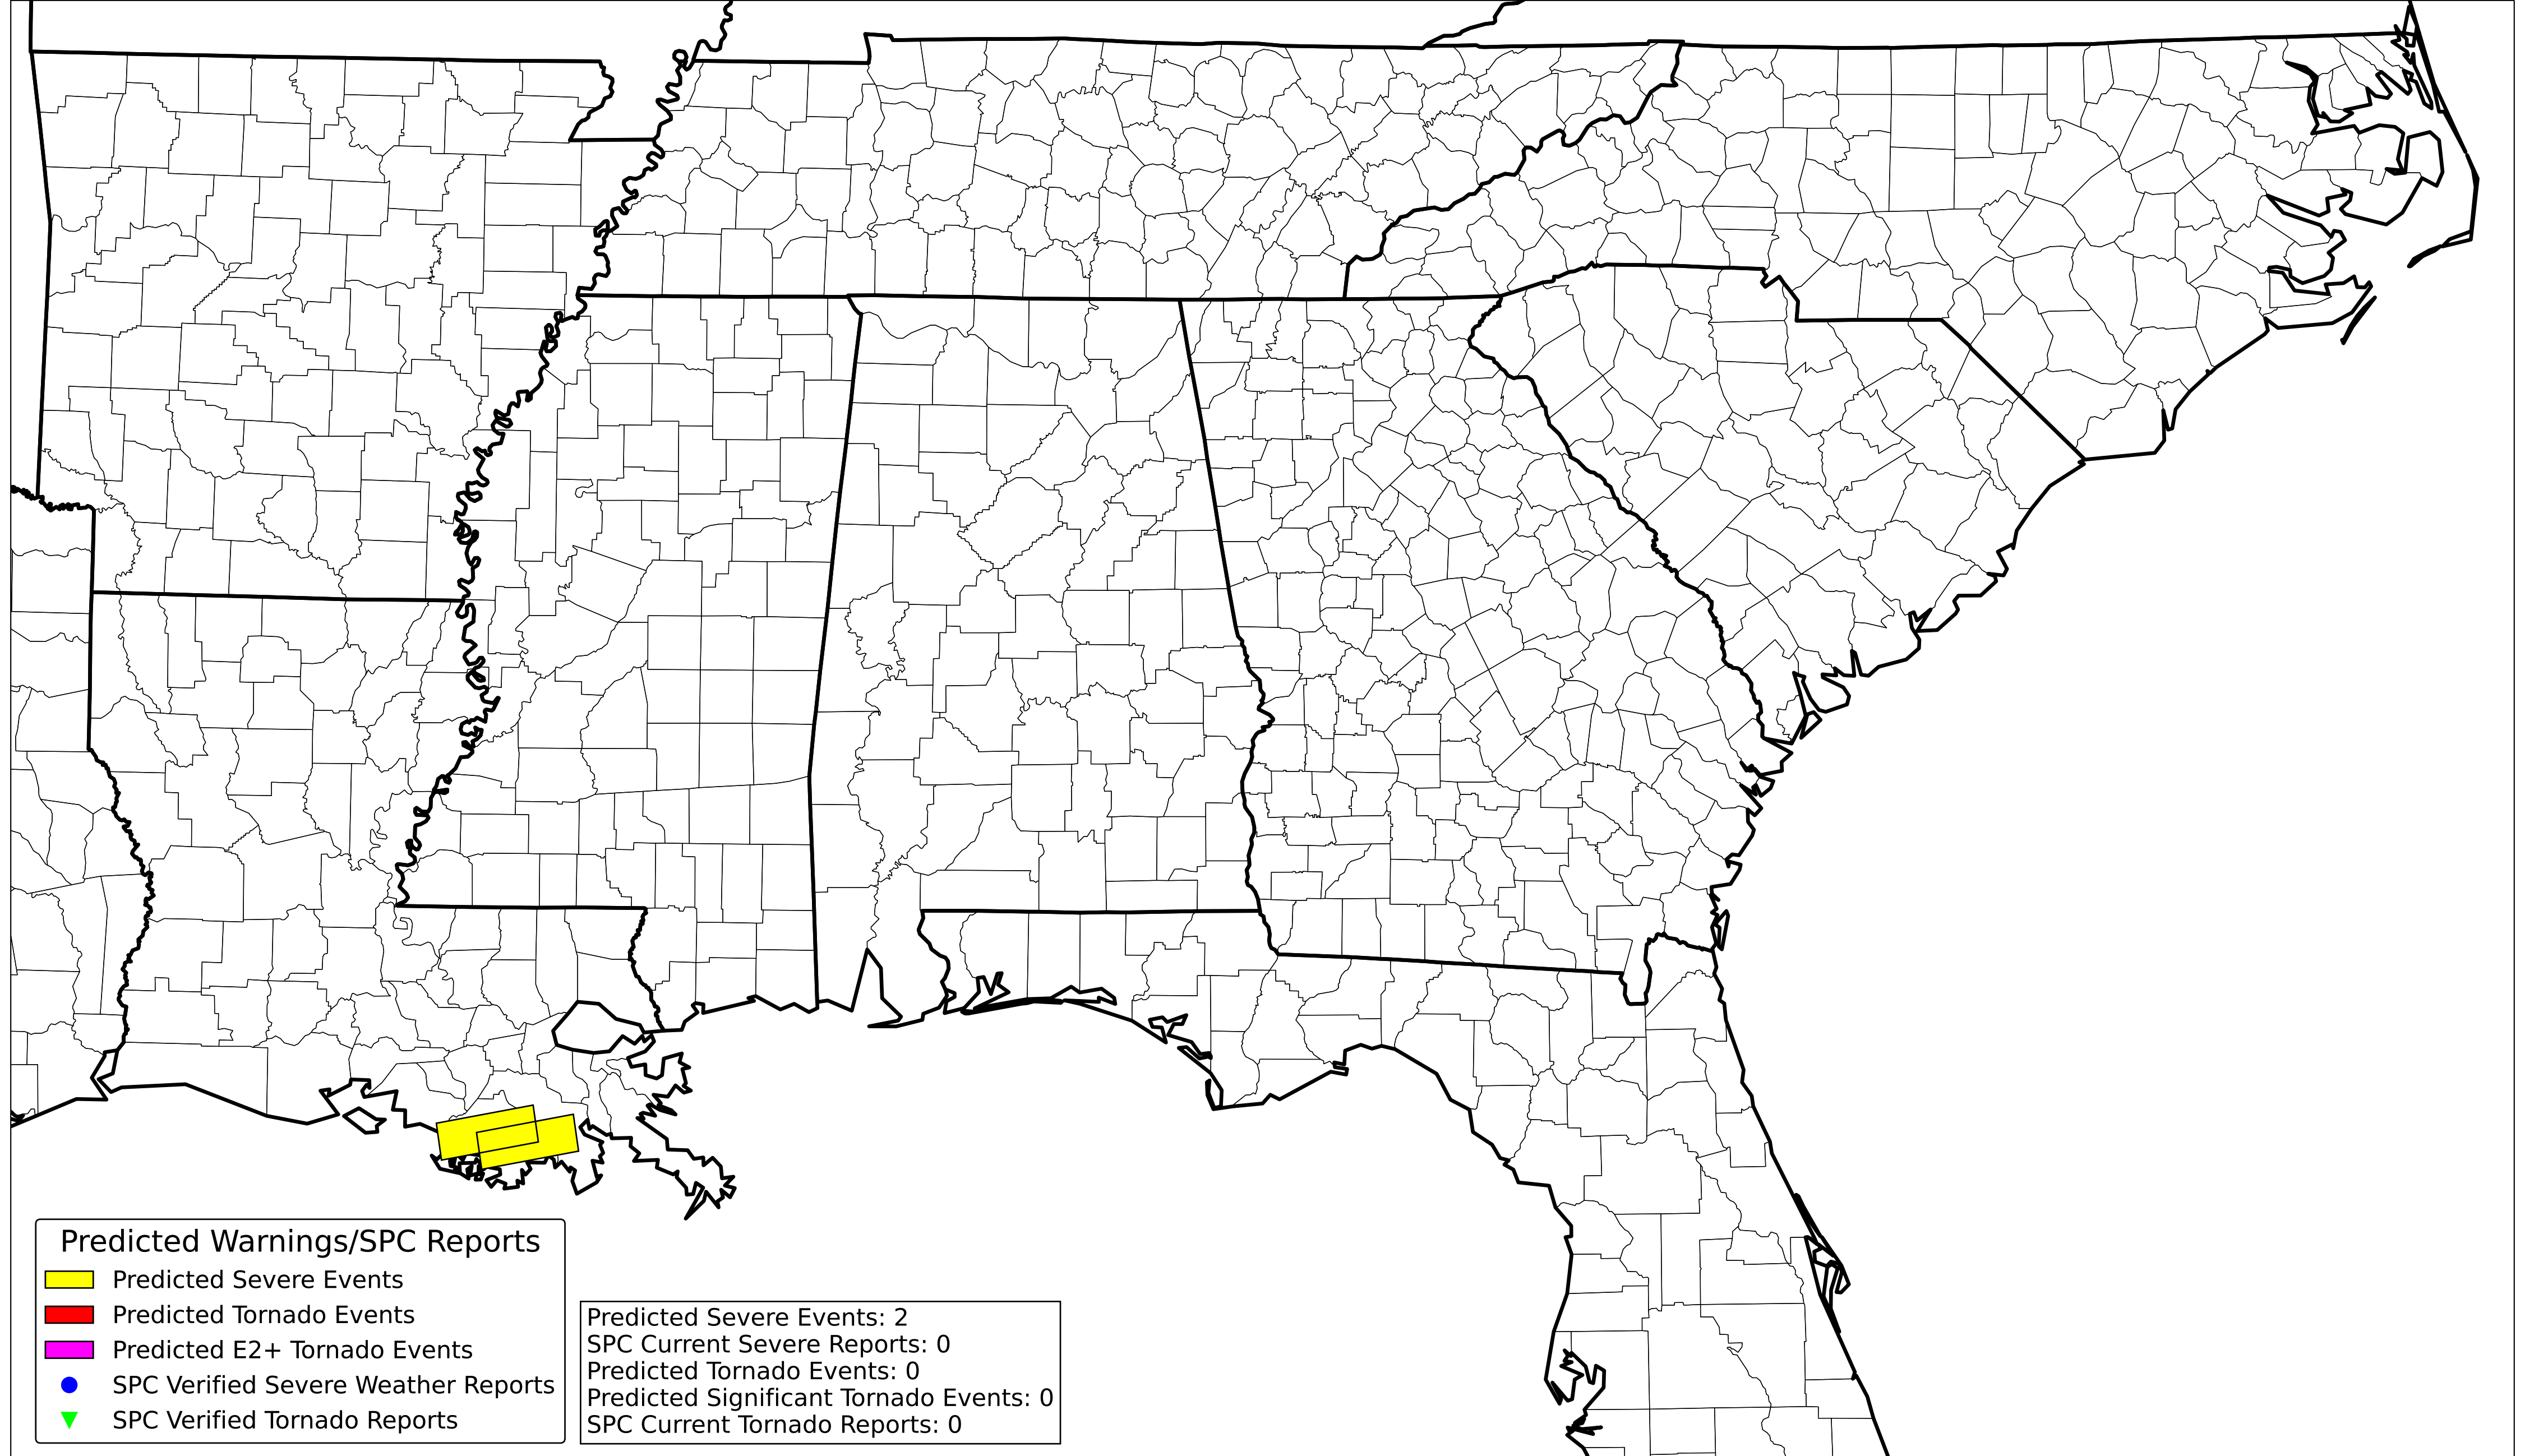 Predicted Warnings/SPC Reports
Predicted Severe Events
Predicted Tornado Events
Predicted E2+ Tornado Events
SPC Verified Severe Weather Reports
SPC Verified Tornado Reports
Predicted Severe Events: 2
SPC Current Severe Reports: 0
Predicted Tornado Events: 0
Predicted Significant Tornado Events: 0
SPC Current Tornado Reports: 0